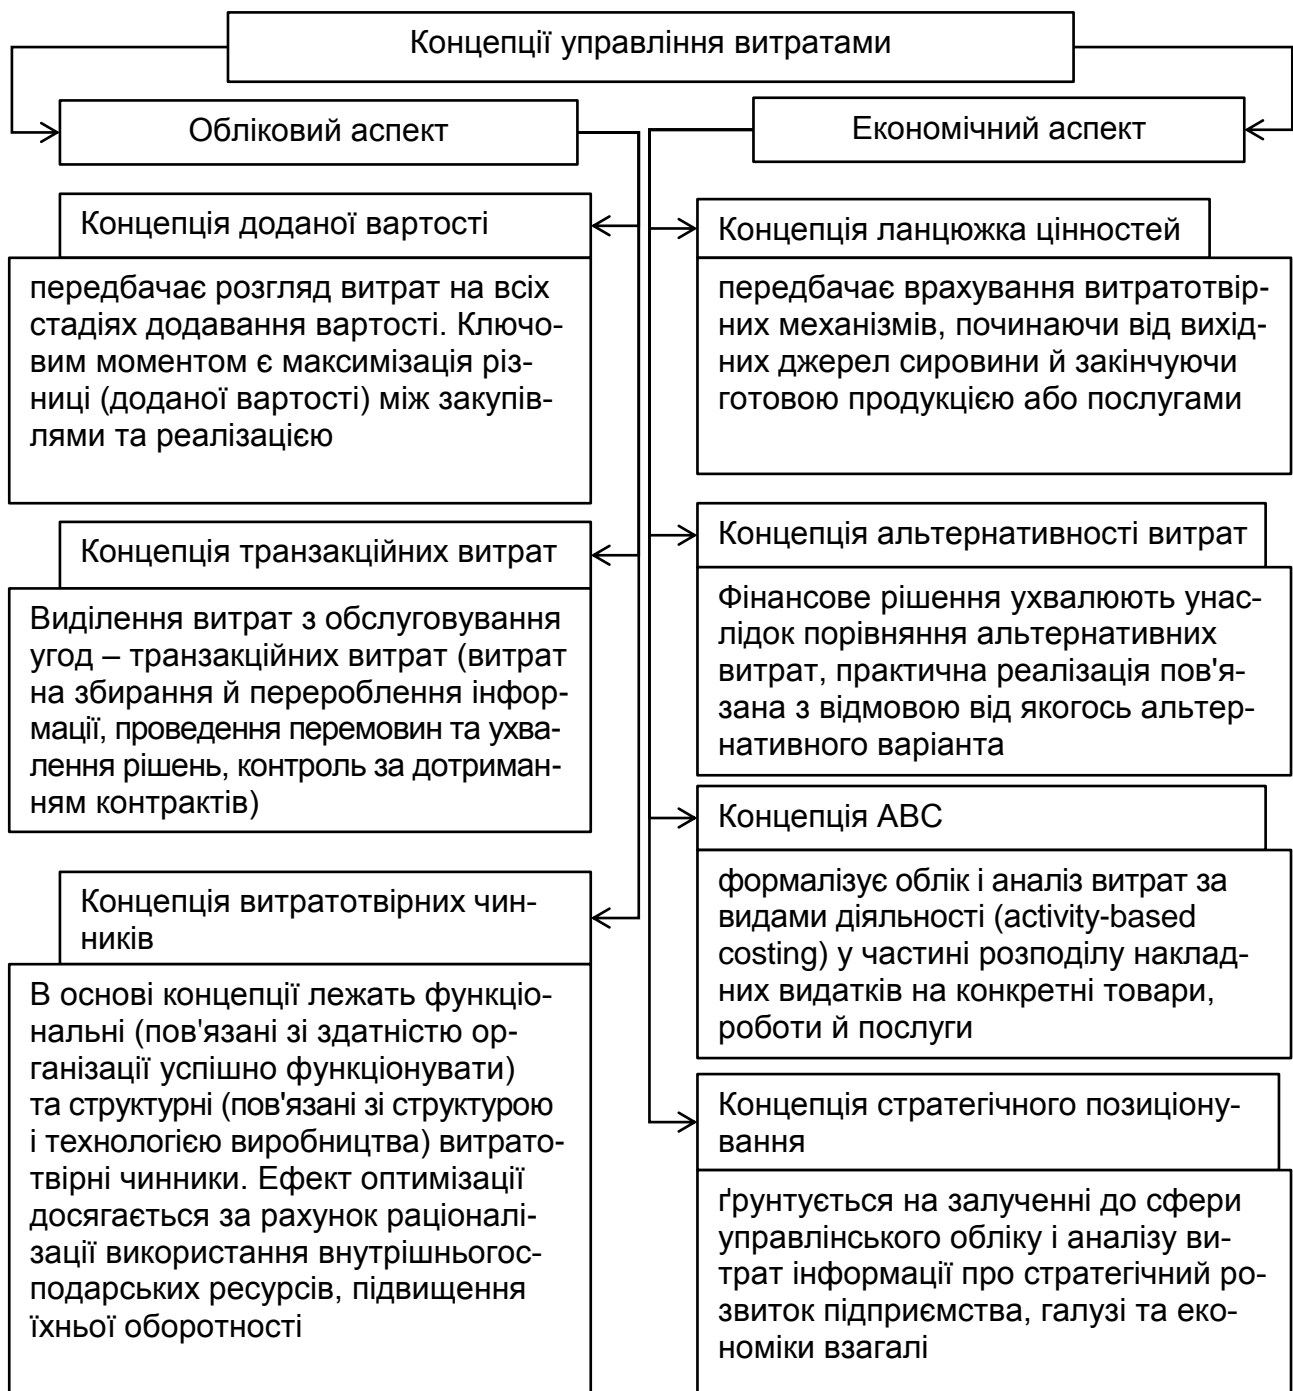 Концепції управління витратами
Обліковий аспект
Економічний аспект
Концепція доданої вартості
передбачає розгляд витрат на всіх
стадіях додавання вартості. Ключо-
вим моментом є максимізація різ-
ниці (доданої вартості) між закупів-
лями та реалізацією
Концепція транзакційних витрат
Виділення витрат з обслуговування
угод – транзакційних витрат (витрат
на збирання й перероблення інфор-
мації, проведення перемовин та ухва-
лення рішень, контроль за дотриман-
ням контрактів)
Концепція витратотвірних чин-
ників
В основі концепції лежать функціо-
нальні (пов'язані зі здатністю ор-
ганізації успішно функціонувати)
та структурні (пов'язані зі структурою
і технологією виробництва) витрато-
твірні чинники. Ефект оптимізації
досягається за рахунок раціоналі-
зації використання внутрішньогос-
подарських ресурсів, підвищення
їхньої оборотності
Концепція ланцюжка цінностей
передбачає врахування витратотвір-
них механізмів, починаючи від вихід-
них джерел сировини й закінчуючи
готовою продукцією або послугами
Концепція альтернативності витрат
Фінансове рішення ухвалюють унас-
лідок порівняння альтернативних
витрат, практична реалізація пов'я-
зана з відмовою від якогось альтер-
нативного варіанта
Концепція АВС
формалізує облік і аналіз витрат за
видами діяльності (activity-based
costing) у частині розподілу наклад-
них видатків на конкретні товари,
роботи й послуги
Концепція стратегічного позиціону-
вання
ґрунтується на залученні до сфери
управлінського обліку і аналізу ви-
трат інформації про стратегічний ро-
звиток підприємства, галузі та еко-
номіки взагалі